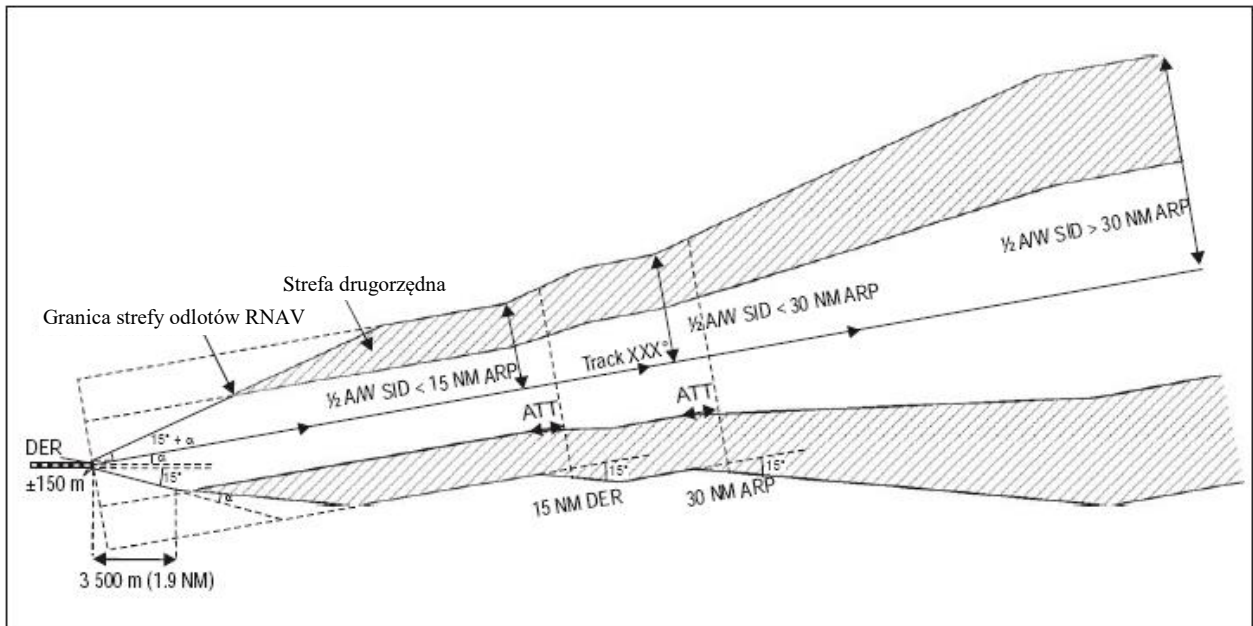 ½ A/W SID > 30 NM ARP
Strefa drugorzędna
Granica strefy odlotów RNAV
½ A/W SID < 30 NM ARP
Track XXX°
½ A/W SID < 15 NM ARP
ATT
ATT
DER
15° + α
α
15°
α
±150 m
15°
15°
15 NM DER
30 NM ARP
3 500 m (1.9 NM)